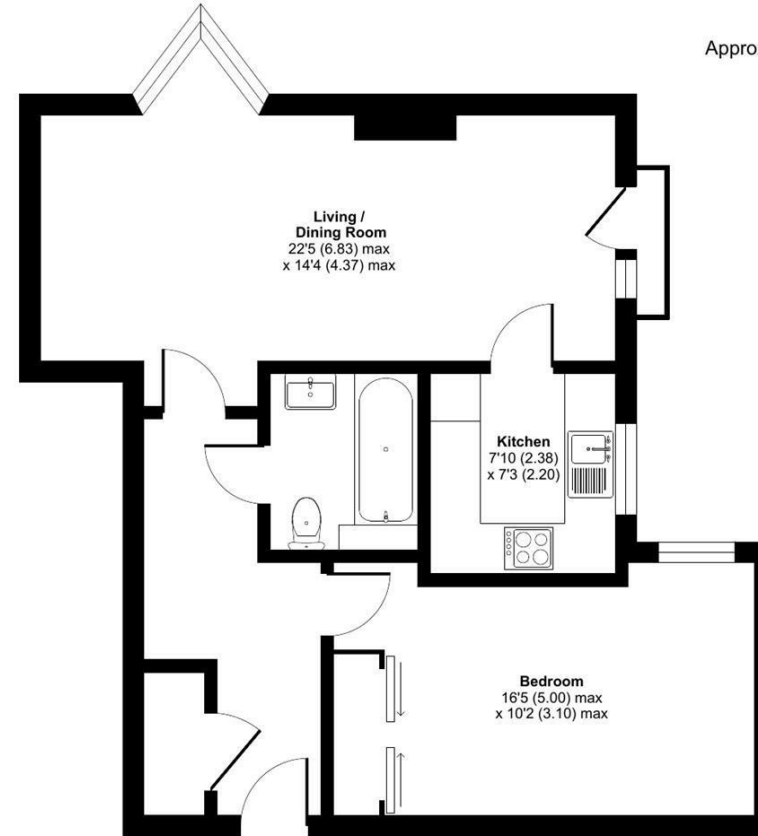 Approx
Living /
Dining Room
22'5 (6.83) max
x 14'4 (4.37) max
Kitchen
7'10 (2.38)
x 7'3 (2.20)
Bedroom
16'5 (5.00) max
x 10'2 (3.10) max